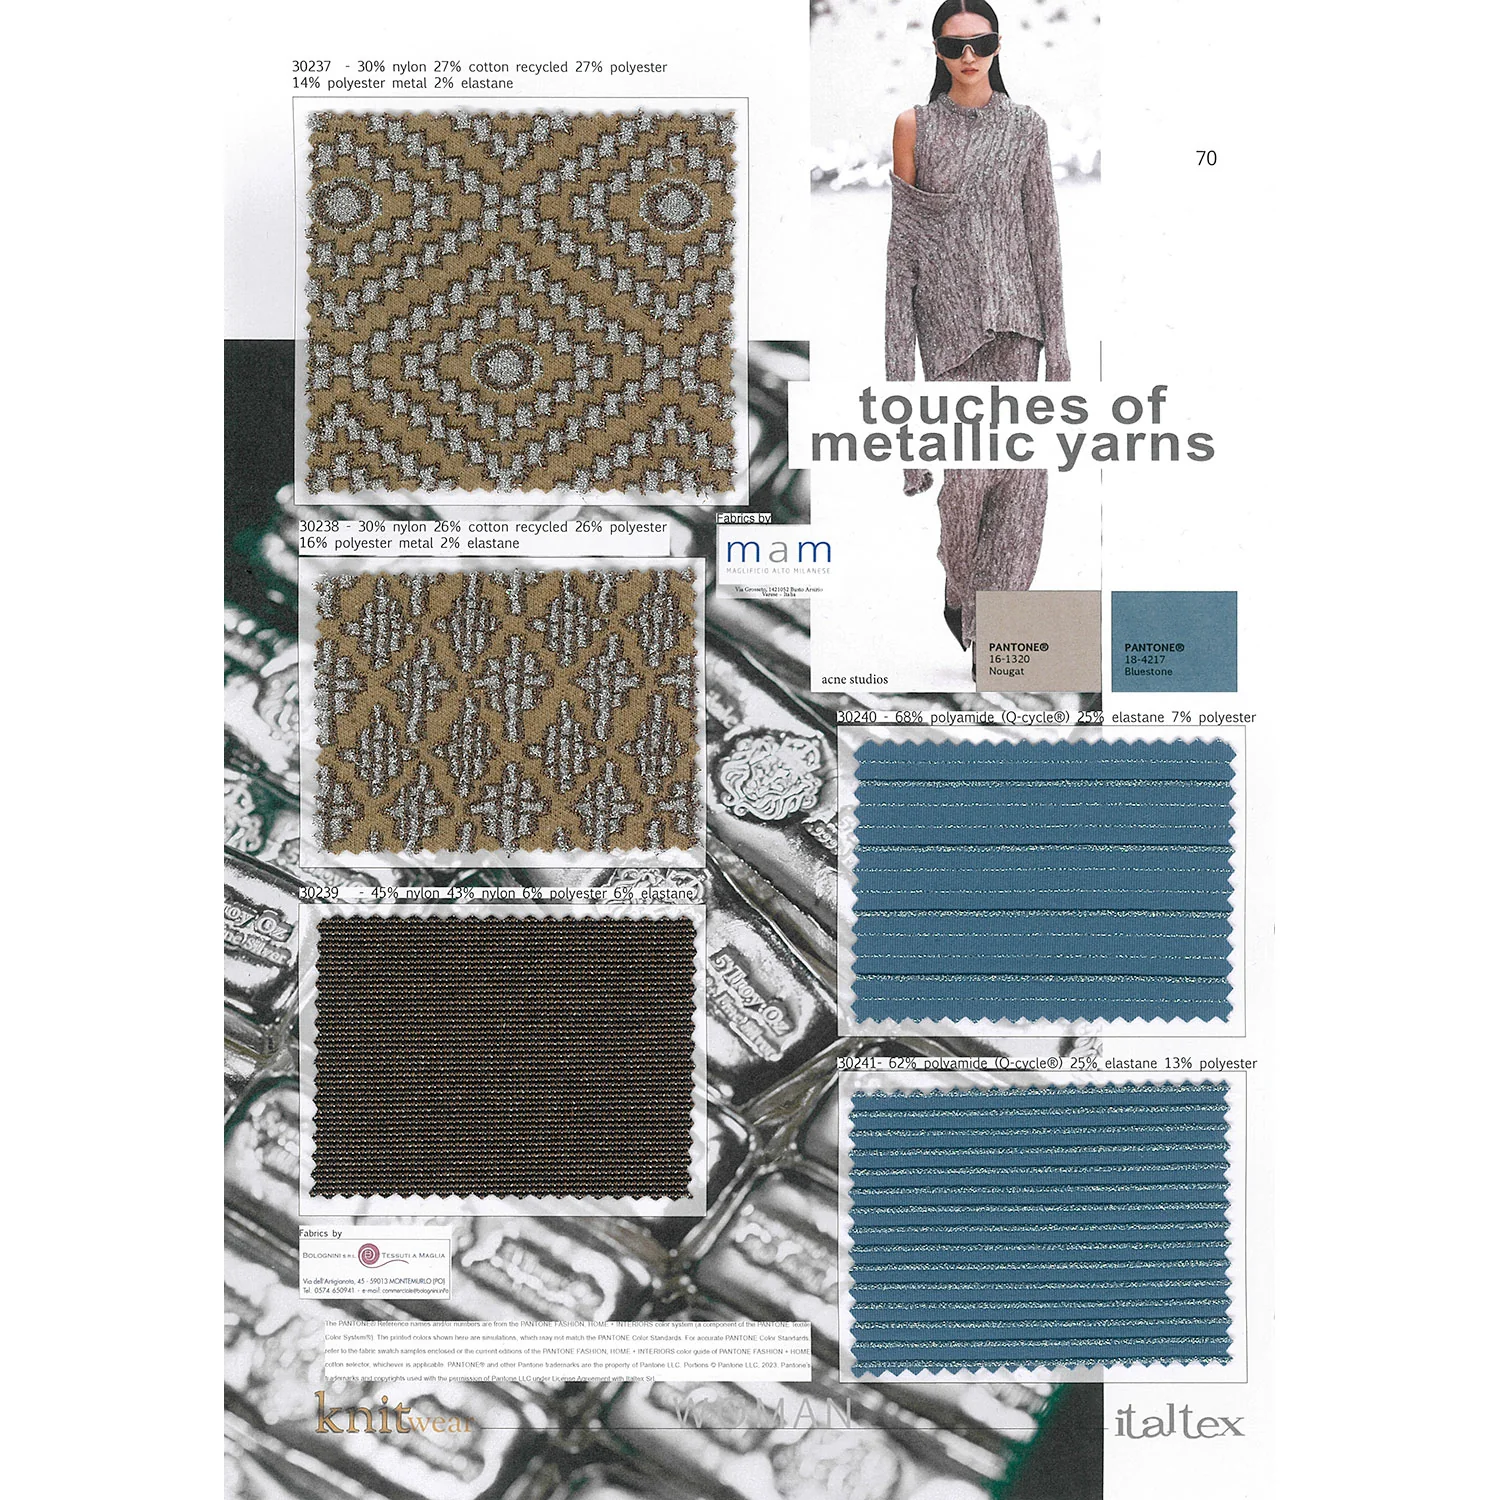 30237 - 30% nylon 27% cotton recycled 27% polyester
14% polyester metal 2% elastane
70
touches of
metallic yarns
30238 - 30% nylon 26% cotton recycled 26% polyester
16% polyester metal 2% elastane
Fabrics by
mam
MAGLIFICIO ALTO MILANESE
Via Grosseto, 1421052 Busto Arsizio
Varese - Italia
acne studios
PANTONE®
16-1320
Nougat
PANTONE®
18-4217
Bluestone
30240 - 68% polyamide (Q-cycle®) 25% elastane 7% polyester
30239 - 45% nylon 43% nylon 6% polyester 6% elastane
5 Troy Oz
30241- 62% polyamide (Q-cycle®) 25% elastane 13% polyester
Fabrics by
BOLOGNINI S.R.L. TESSUTI A MAGLIA
Via dell'Artigianato, 45 - 59013 MONTEMURLO (PO)
Tel. 0574 650941 - e-mail: commerciale@bolognini.info
The PANTONE® Reference names and/or numbers are from the PANTONE FASHION, HOME + INTERIORS color system (a component of the PANTONE Textile
Color System®). The printed colors shown here are simulations, which may not match the PANTONE Color Standards. For accurate PANTONE Color Standards,
refer to the fabric swatch samples enclosed or the current editions of the PANTONE FASHION, HOME + INTERIORS color guide of PANTONE FASHION + HOME
cotton selector, whichever is applicable. PANTONE® and other Pantone trademarks are the property of Pantone LLC. Portions © Pantone LLC, 2023. Pantone's
trademarks and copyrights used with the permission of Pantone LLC under License Agreement with Italtex Srl.
knitwear
WOMAN
italtex